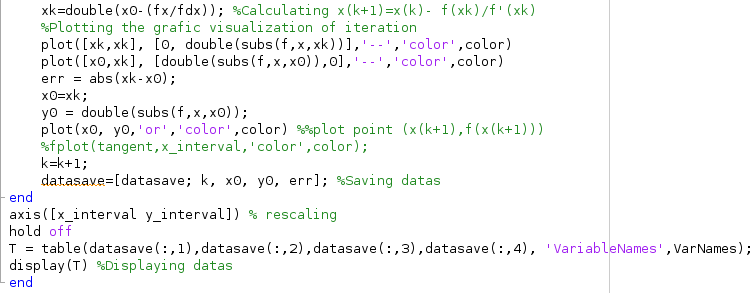 xk=double(x0-(fx/fdx)); %Calculating x(k+1)=x(k)- f(xk)/f'(xk)
%Plotting the grafic visualization of iteration
plot([xk,xk], [0, double(subs(f,x,xk))],'--','color',color)
plot([x0,xk], [double(subs(f,x,x0)),0],'--','color',color)
err = abs(xk-x0);
x0=xk;
y0 = double(subs(f,x,x0));
plot(x0, y0,'or','color',color) %%plot point (x(k+1),f(x(k+1)))
%fplot(tangent,x_interval,'color',color);
k=k+1;
datasave=[datasave; k, x0, y0, err]; %Saving datas
end
axis([x_interval y_interval]) % rescaling
hold off
T = table(datasave(:,1),datasave(:,2),datasave(:,3),datasave(:,4), 'VariableNames',VarNames);
display(T) %Displaying datas
end